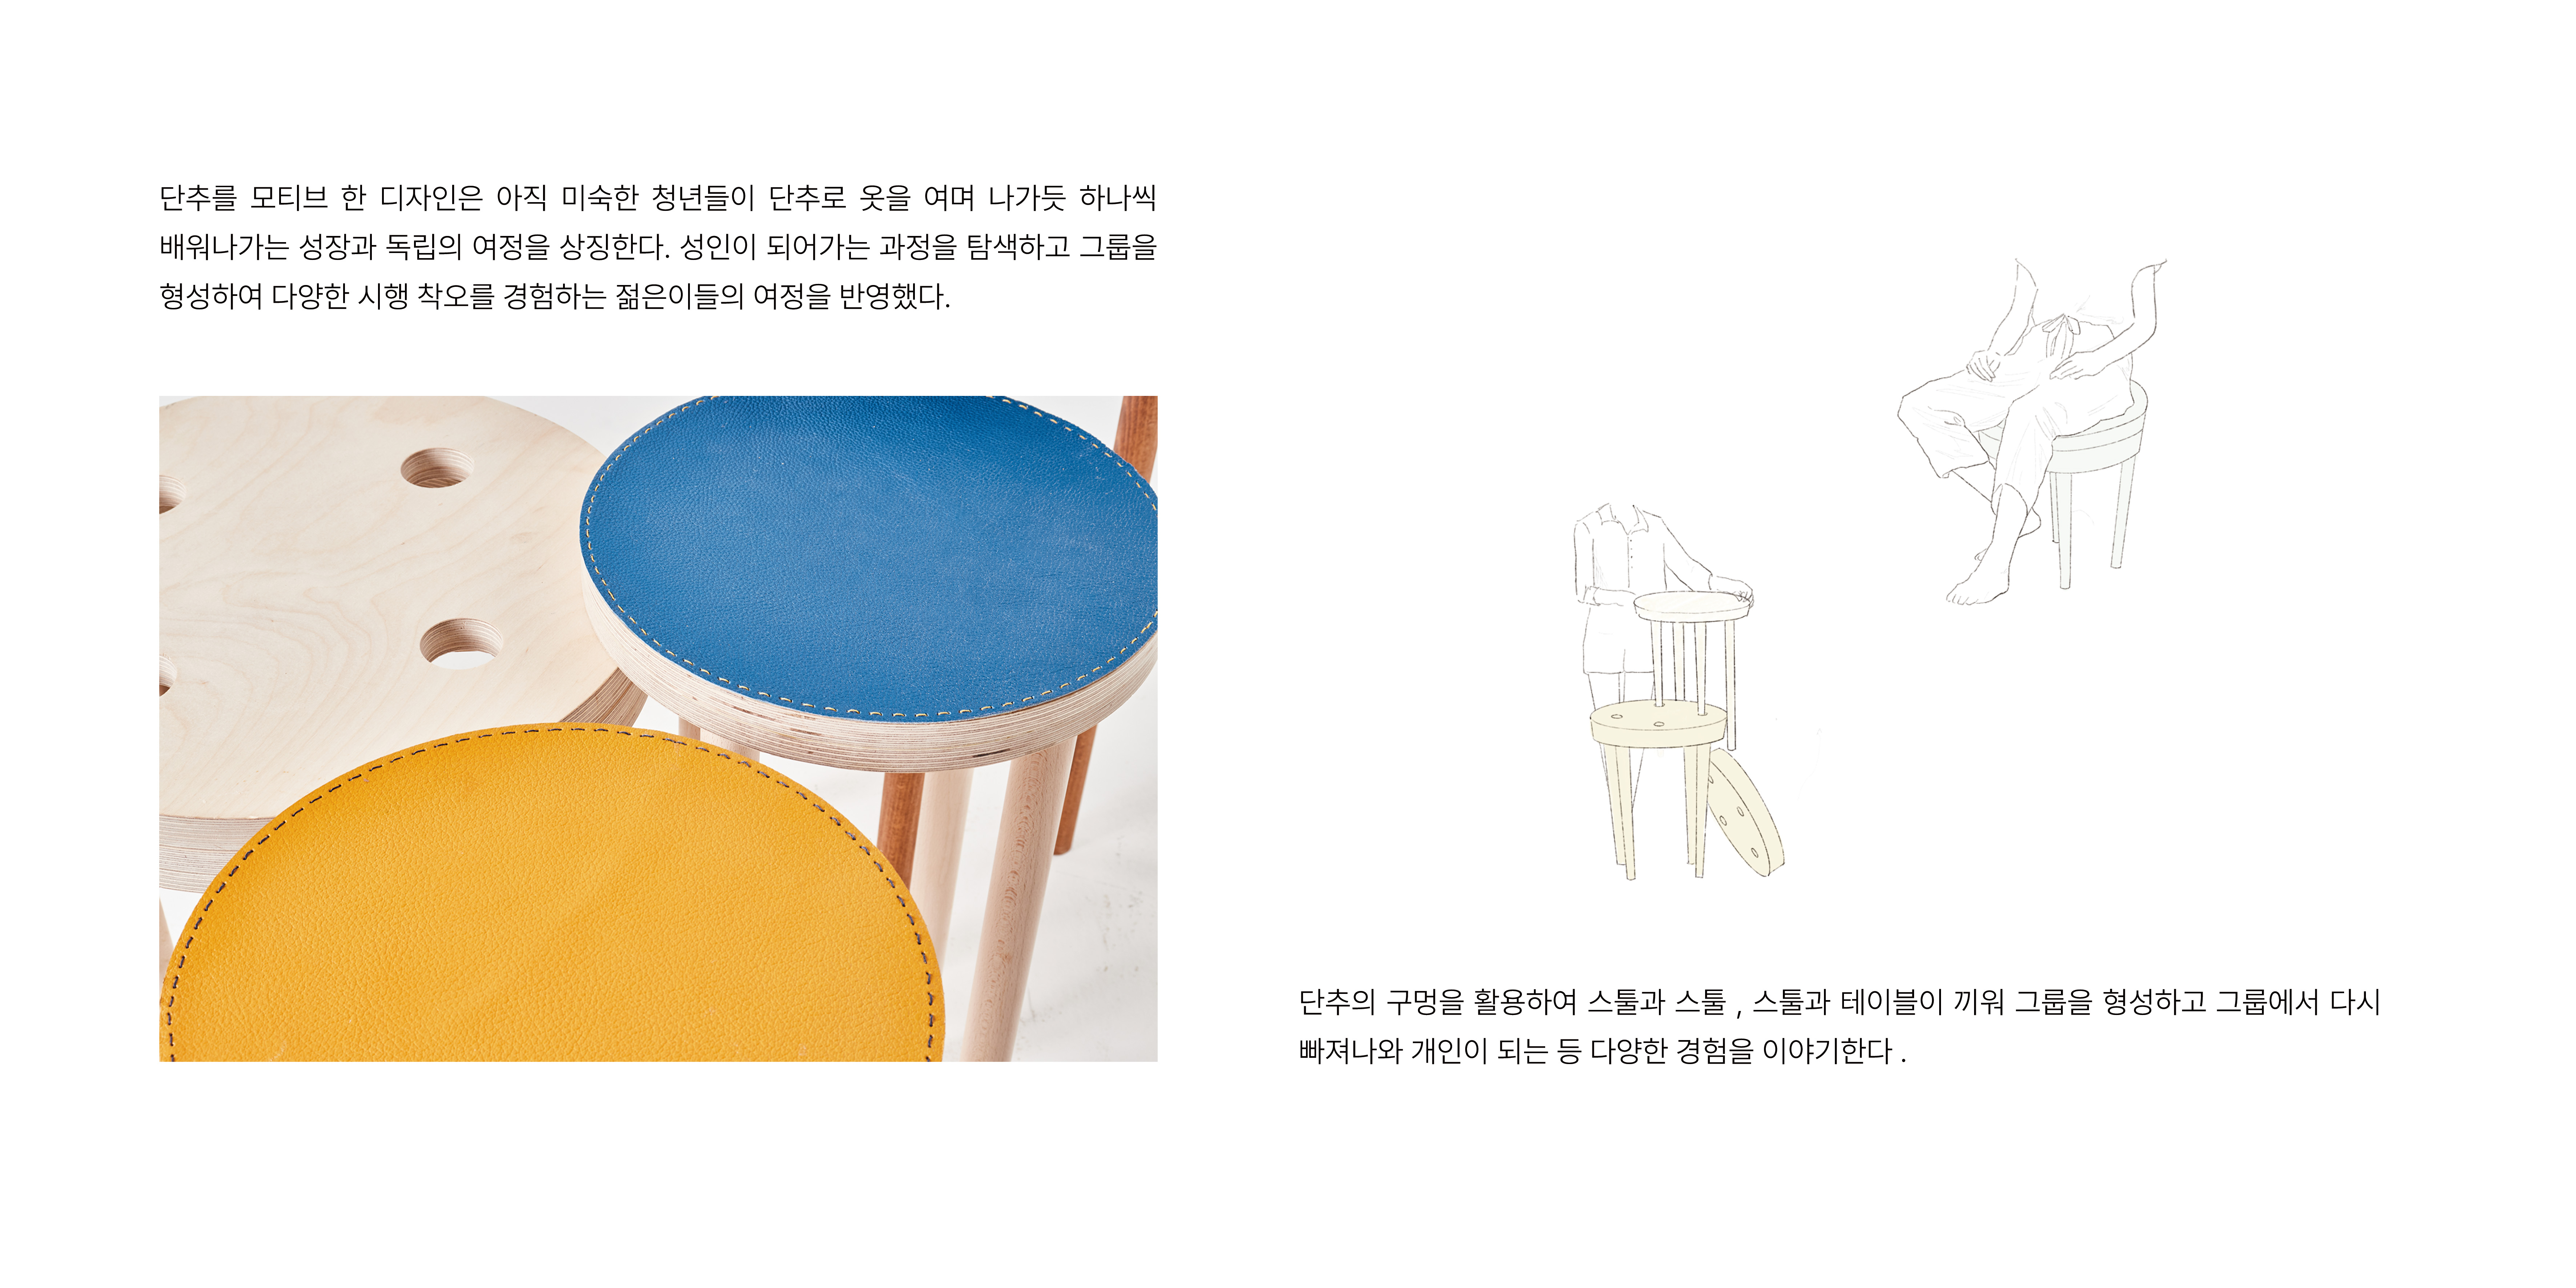 단추를 모티브 한 디자인은 아직 미숙한 청년들이 단추로 옷을 여며 나가듯 하나씩
배워나가는 성장과 독립의 여정을 상징한다. 성인이 되어가는 과정을 탐색하고 그룹을
형성하여 다양한 시행 착오를 경험하는 젊은이들의 여정을 반영했다.
단추의 구멍을 활용하여 스툴과 스툴 , 스툴과 테이블이 끼워 그룹을 형성하고 그룹에서 다시
빠져나와 개인이 되는 등 다양한 경험을 이야기한다 .